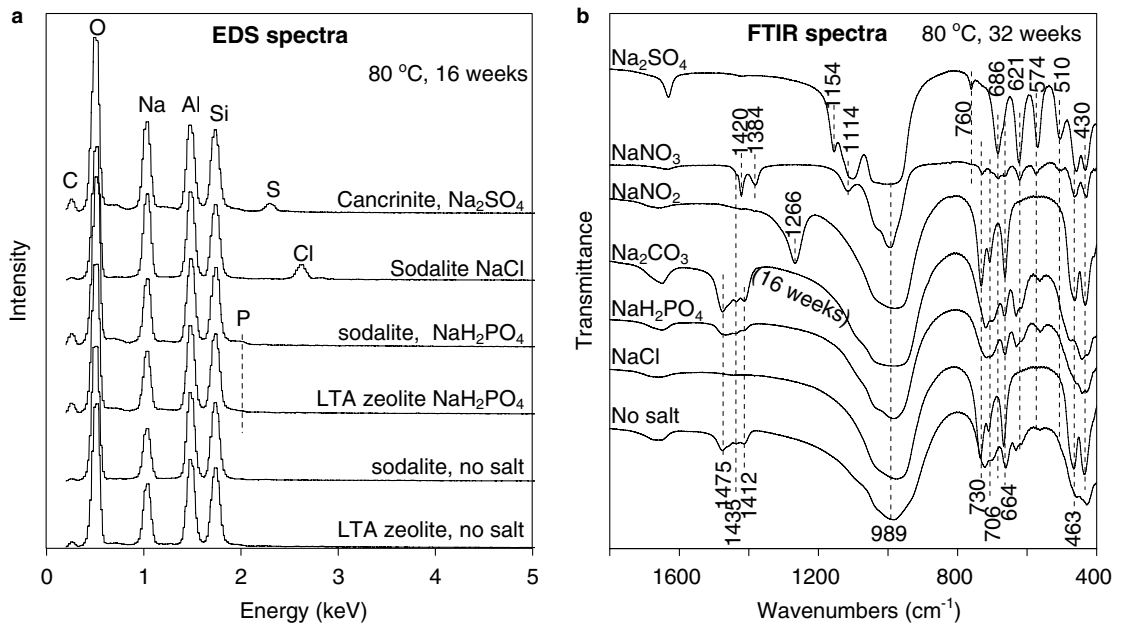 a
EDS spectra
80 °C, 16 weeks
O
Na
Al
Si
C
S
Cancrinite, Na₂SO₄
Cl
Sodalite NaCl
P
sodalite, NaH₂PO₄
LTA zeolite NaH₂PO₄
sodalite, no salt
LTA zeolite, no salt
Intensity
0 1 2 3 4 5
Energy (keV)
b
FTIR spectra
80 °C, 32 weeks
Na₂SO₄
NaNO₃
NaNO₂
Na₂CO₃
(16 weeks)
NaH₂PO₄
NaCl
No salt
1420
1384
1154
1114
760
686
621
574
510
430
1266
1475
1435
1412
989
730
706
664
463
Transmittance
1600 1200 800 400
Wavenumbers (cm⁻¹)